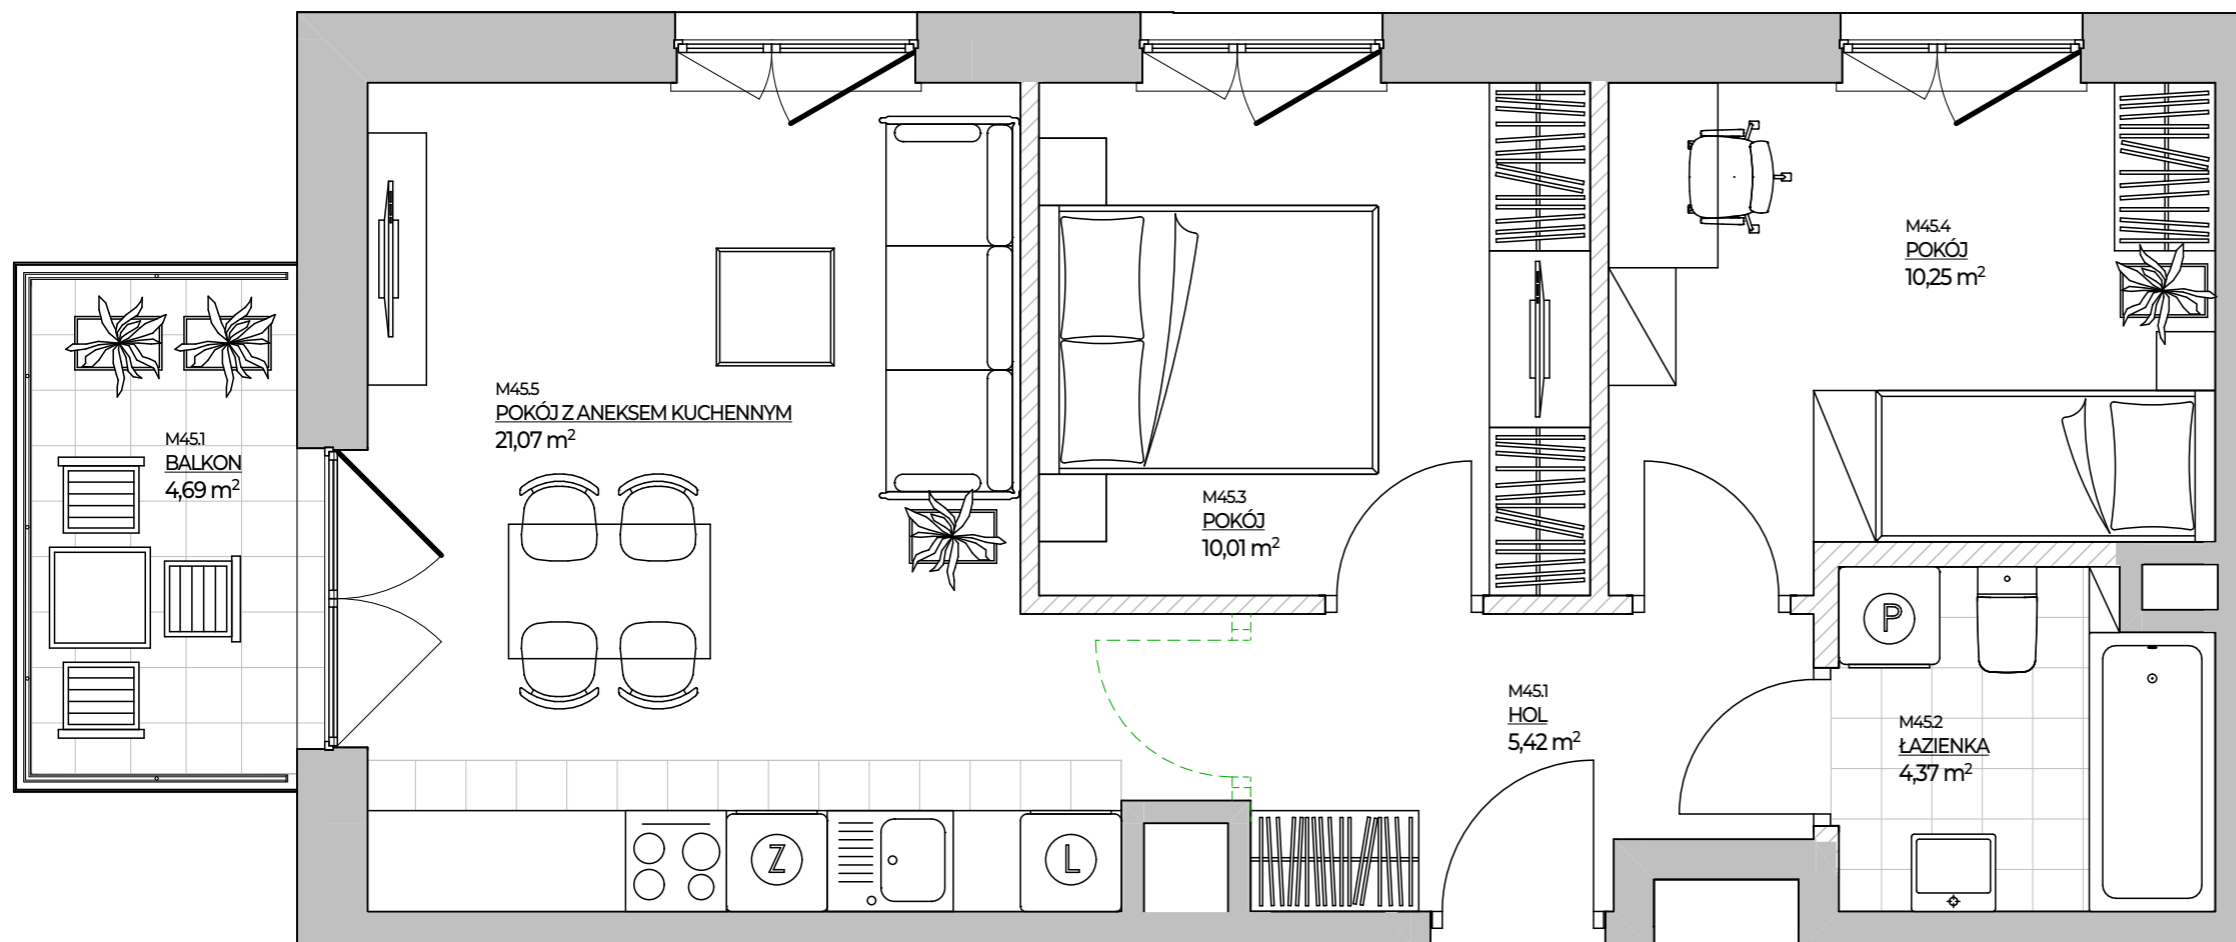 M45.4
POKÓJ
10,25 m²
M45.5
POKÓJ Z ANEKSEM KUCHENNYM
21,07 m²
M45.1
BALKON
4,69 m²
M45.3
POKÓJ
10,01 m²
P
M45.1
HOL
5,42 m²
M45.2
ŁAZIENKA
4,37 m²
Z
L